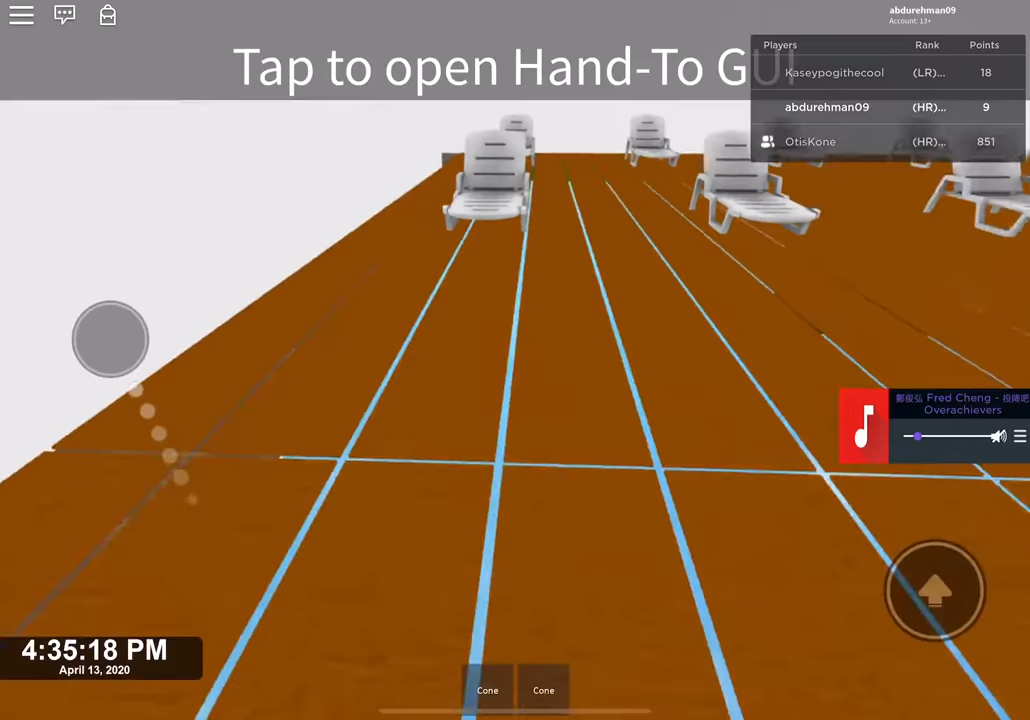 abdurehman09
Account: 13+
Tap to open Hand-To GUI
Players Rank Points
Kaseypogithecool (LR)... 18
abdurehman09 (HR)... 9
OtisKone (HR)... 851
鄭俊弘 Fred Cheng - 投降吧
Overachievers
4:35:18 PM
April 13, 2020
Cone Cone